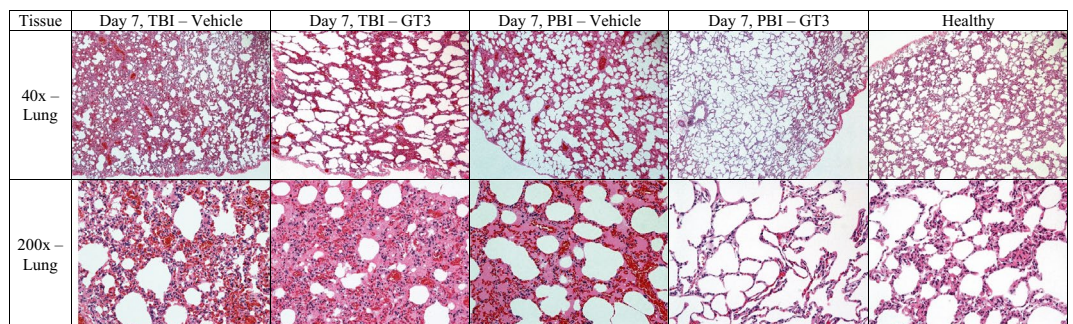 Tissue Day 7, TBI – Vehicle Day 7, TBI – GT3 Day 7, PBI – Vehicle Day 7, PBI – GT3 Healthy
40x –
Lung
200x –
Lung